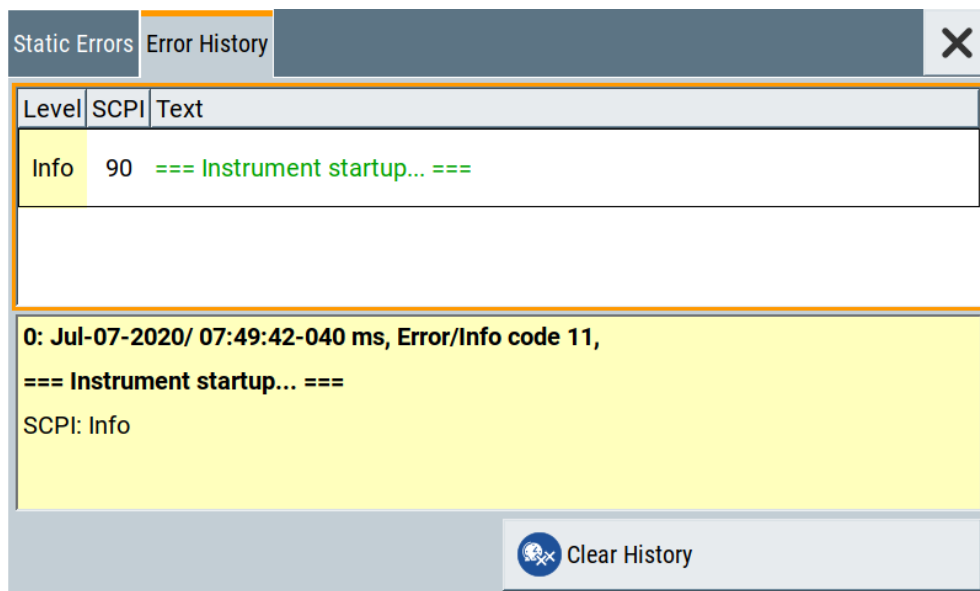 Static Errors Error History
Level SCPI Text
Info 90 === Instrument startup... ===
0: Jul-07-2020/ 07:49:42-040 ms, Error/Info code 11,
=== Instrument startup... ===
SCPI: Info
Clear History